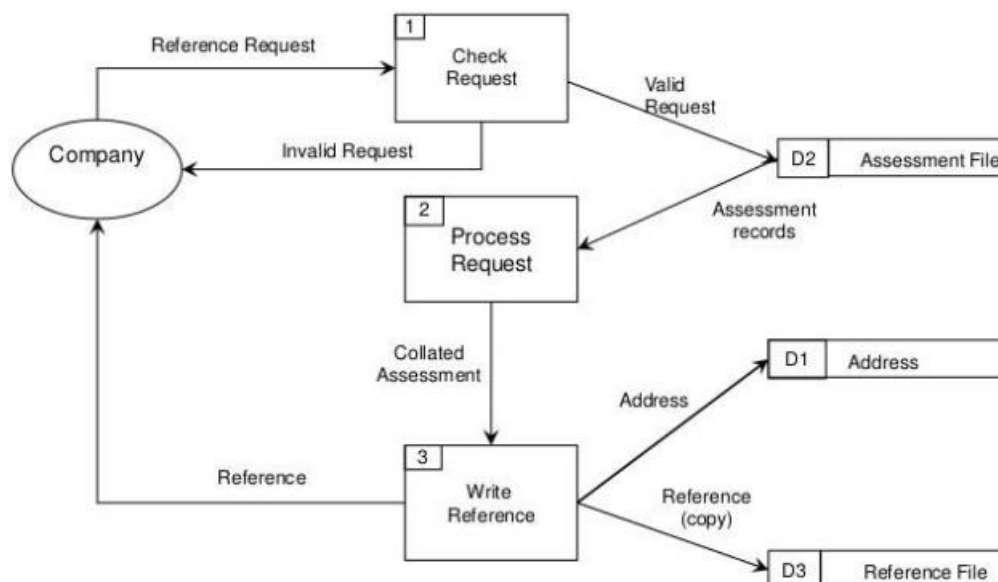 Reference Request
1
Check
Request
Valid
Request
Company
Invalid Request
D2
Assessment File
2
Process
Request
Assessment
records
Collated
Assessment
D1
Address
Address
3
Write
Reference
Reference
Reference
(copy)
D3
Reference File